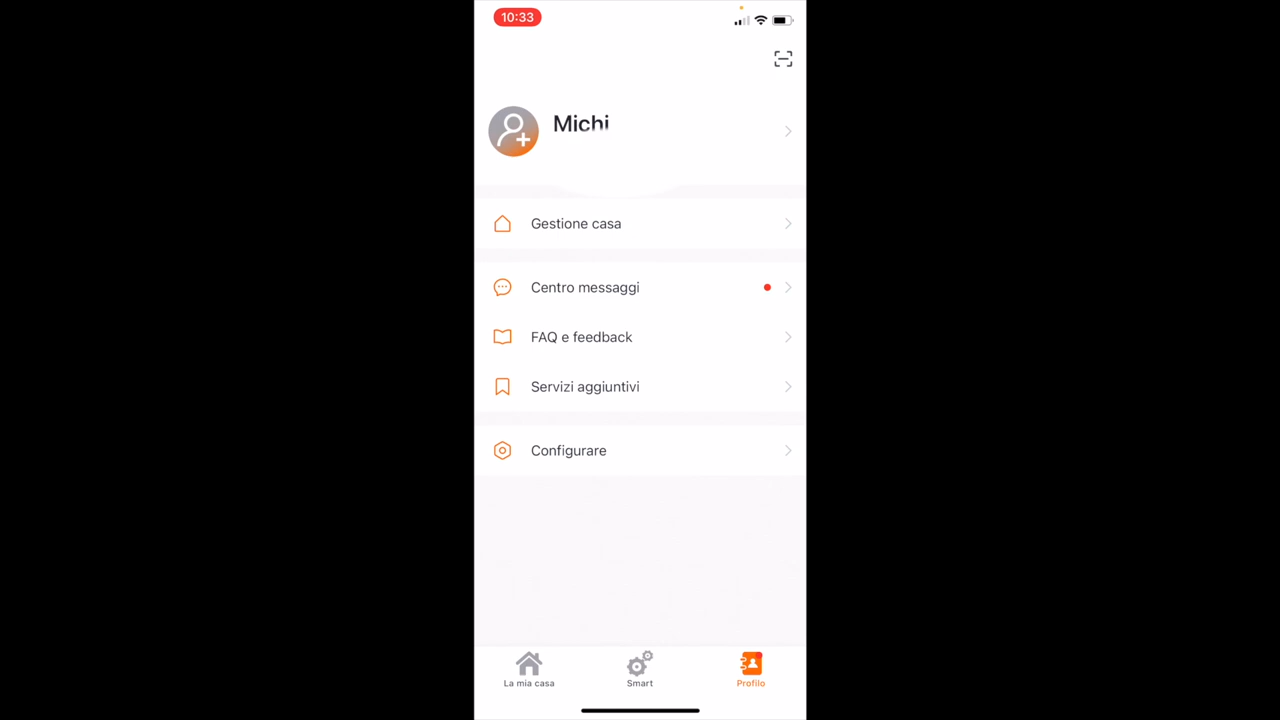 10:33
Michi
Gestione casa
Centro messaggi
FAQ e feedback
Servizi aggiuntivi
Configurare
La mia casa
Smart
Profilo